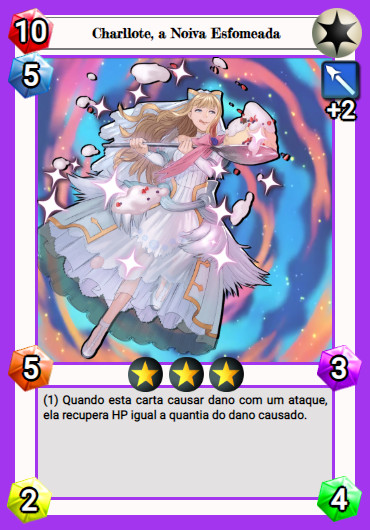 10
Charllote, a Noiva Esfomeada
5
+2
5
3
(1) Quando esta carta causar dano com um ataque,
ela recupera HP igual a quantia do dano causado.
2
4